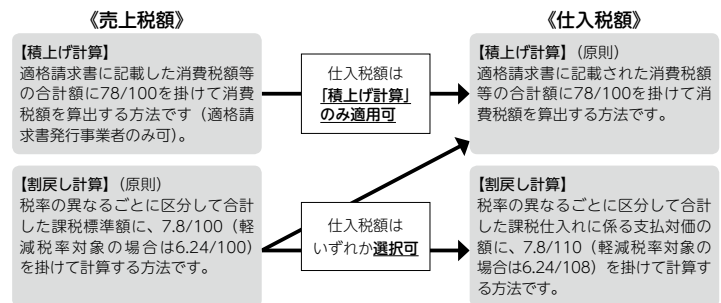 《売上税額》
《仕入税額》
【積上げ計算】
適格請求書に記載した消費税額等
の合計額に78/100を掛けて消費
税額を算出する方法です（適格請
求書発行事業者のみ可）。
仕入税額は
「積上げ計算」
のみ適用可
【積上げ計算】（原則）
適格請求書に記載された消費税額
等の合計額に78/100を掛けて消
費税額を算出する方法です。
【割戻し計算】（原則）
税率の異なるごとに区分して合計
した課税標準額に、7.8/100（軽
減税率対象の場合は6.24/100）
を掛けて計算する方法です。
仕入税額は
いずれか選択可
【割戻し計算】
税率の異なるごとに区分して合計
した課税仕入れに係る支払対価の
額に、7.8/110（軽減税率対象の
場合は6.24/108）を掛けて計算す
る方法です。